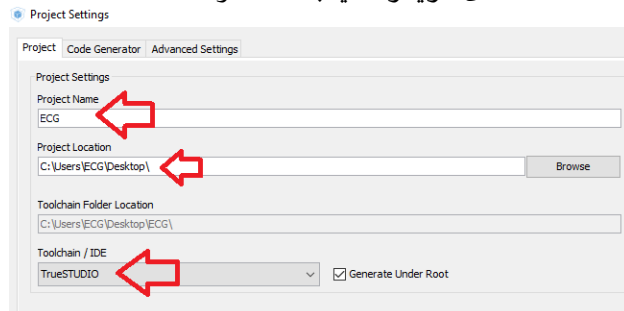 Project Settings
Project Code Generator Advanced Settings
Project Settings
Project Name
ECG
Project Location
C:\Users\ECG\Desktop\ Browse
Toolchain Folder Location
C:\Users\ECG\Desktop\ECG\
Toolchain / IDE
TrueSTUDIO Generate Under Root